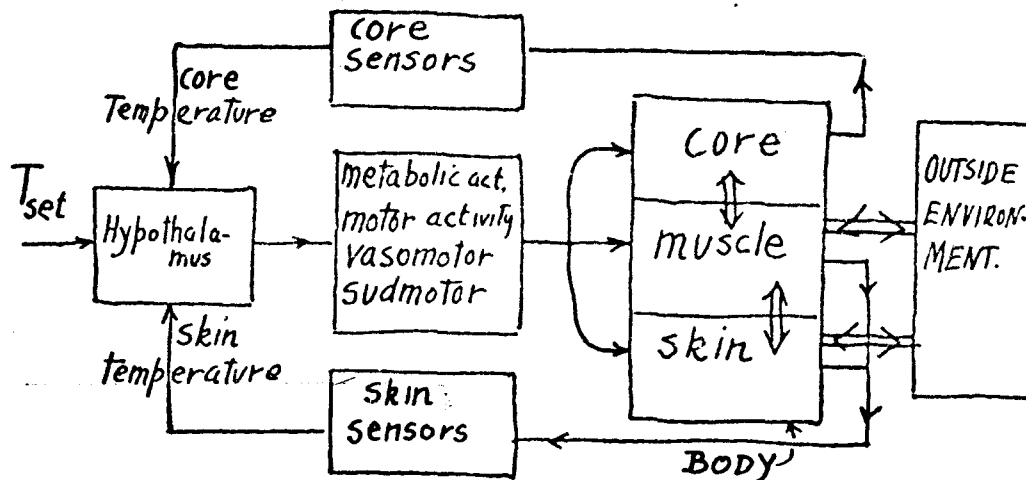 Core
sensors
Core
Temperature
Tset
Hypothala-
mus
metabolic act.
motor activity
vasomotor
sudmotor
Core
muscle
skin
OUTSIDE
ENVIRON-
MENT.
skin
temperature
skin
sensors
BODY